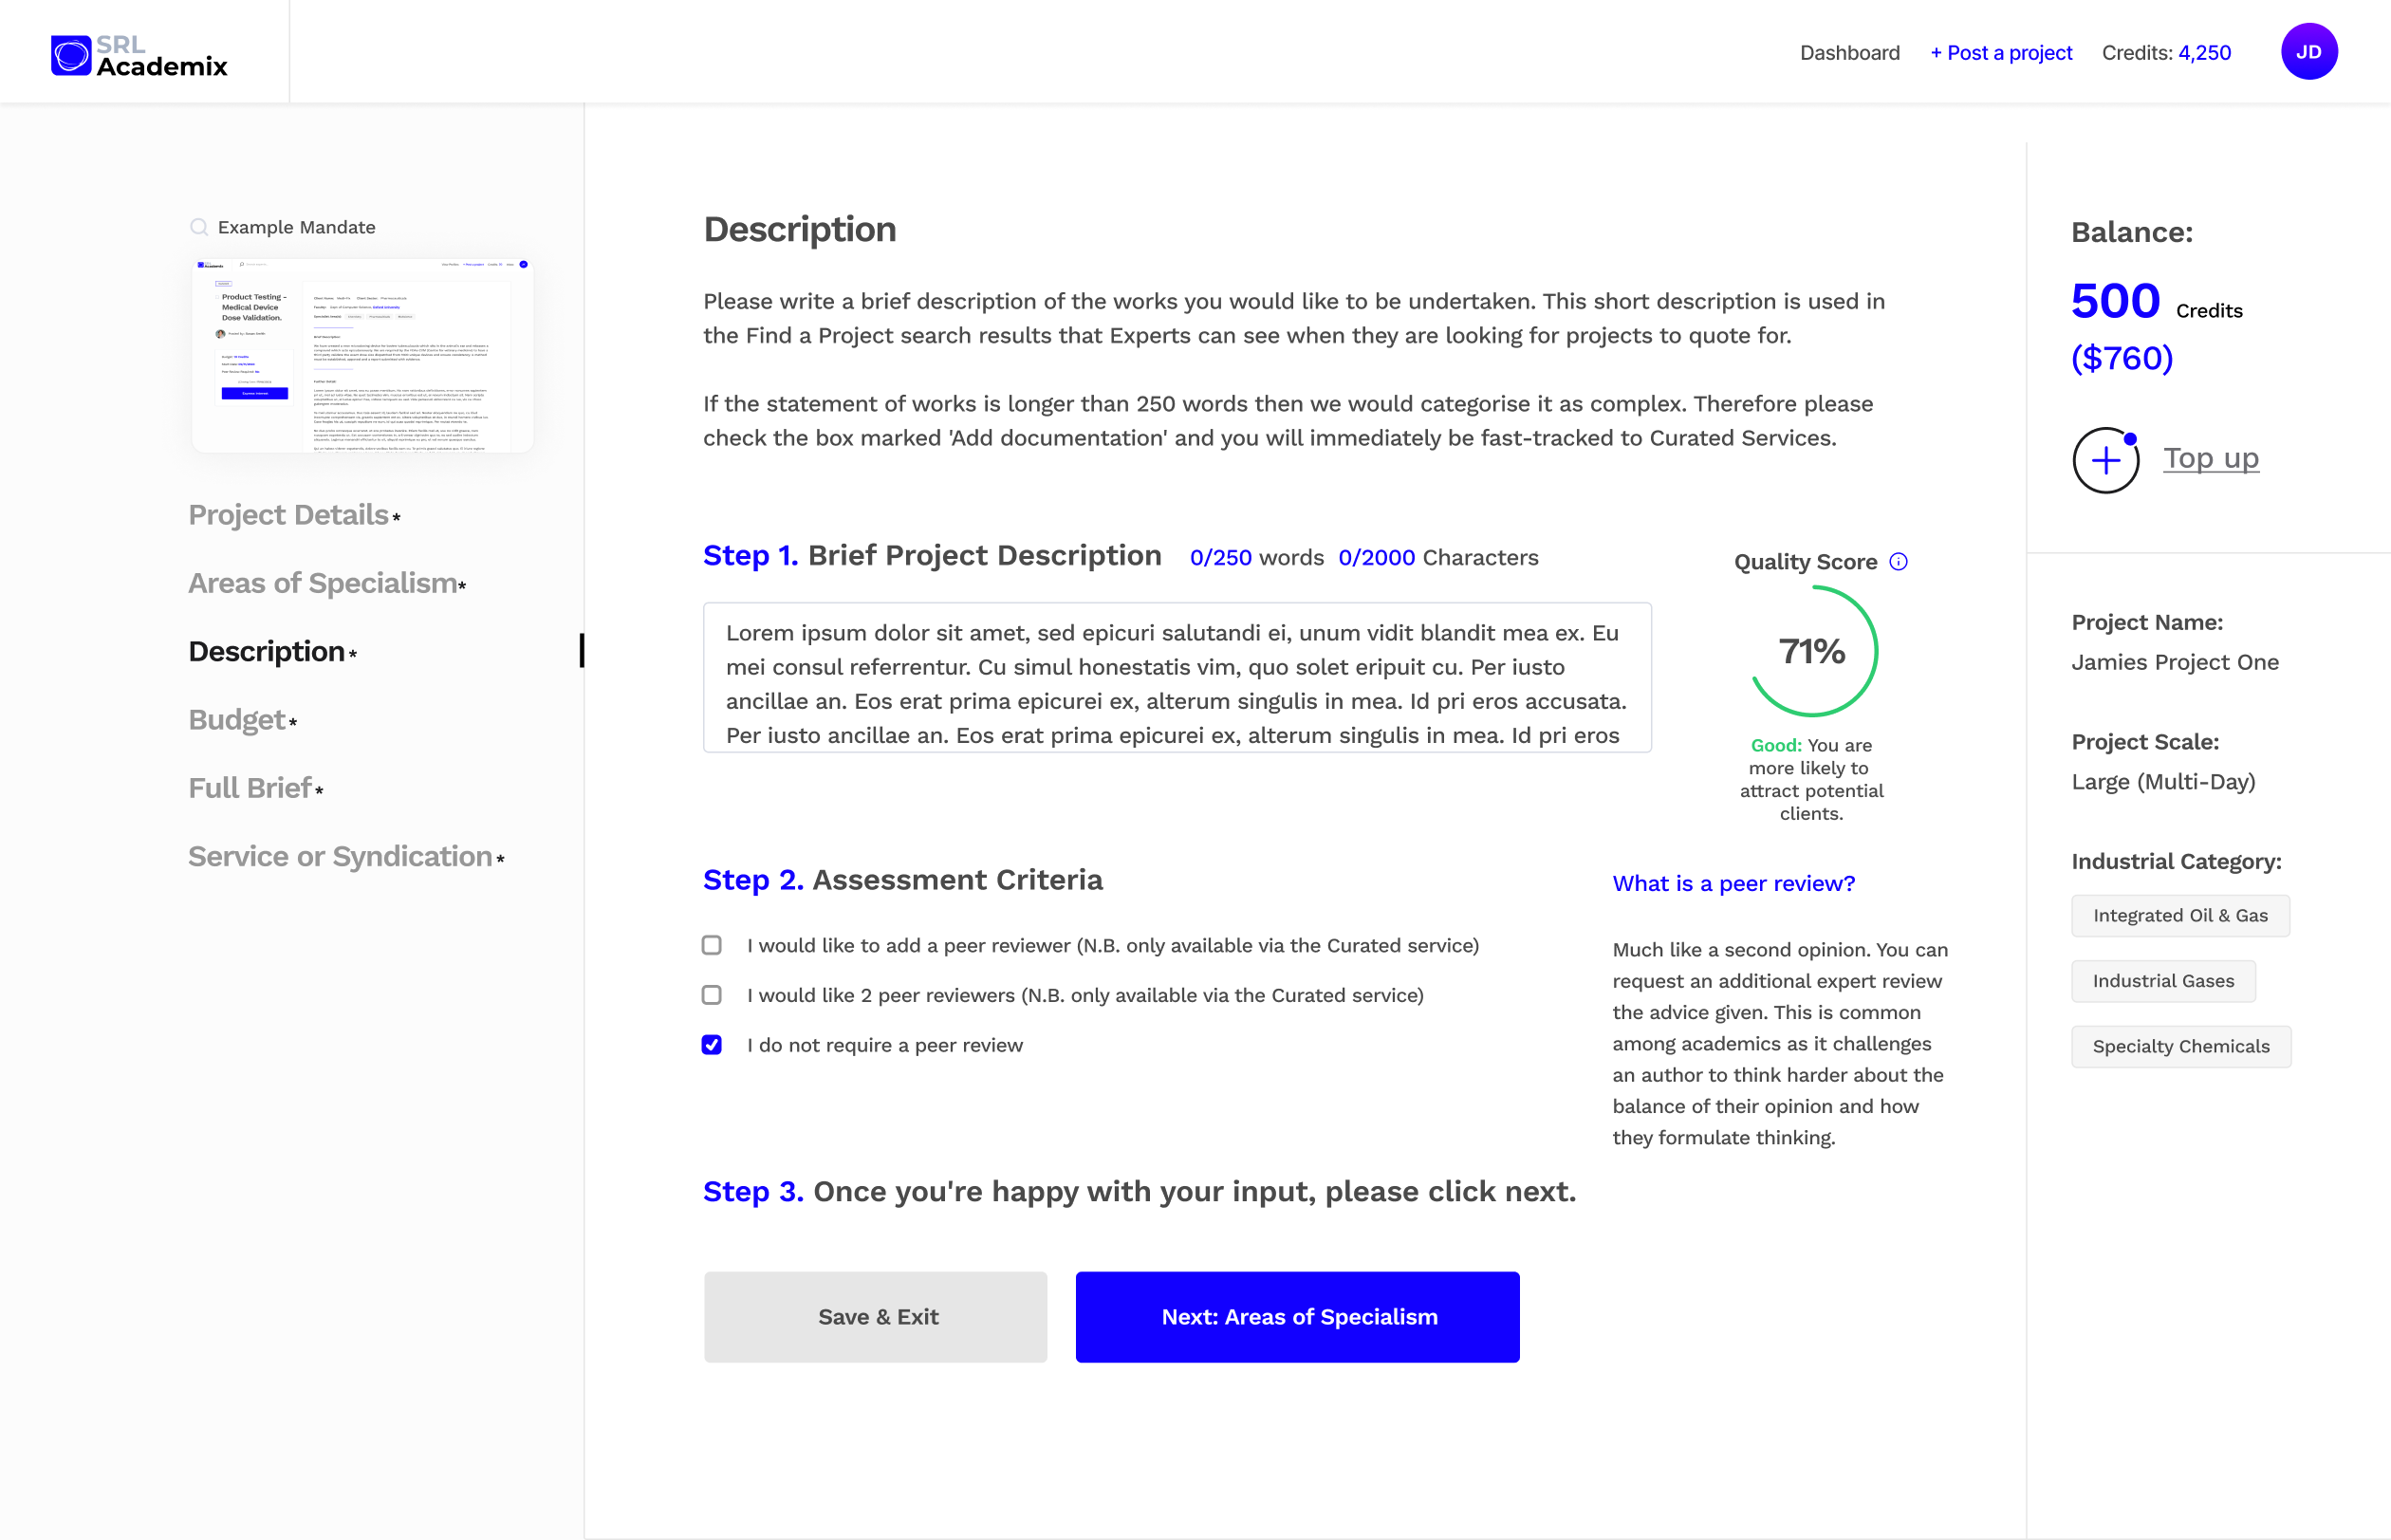 SRL
Academix
Dashboard
+ Post a project
Credits: 4,250
JD
Example Mandate
Product Testing -
Medical Device
Dose Validation.
Project Details*
Areas of Specialism*
Description*
Budget*
Full Brief*
Service or Syndication*
Description
Please write a brief description of the works you would like to be undertaken. This short description is used in
the Find a Project search results that Experts can see when they are looking for projects to quote for.
If the statement of works is longer than 250 words then we would categorise it as complex. Therefore please
check the box marked 'Add documentation' and you will immediately be fast-tracked to Curated Services.
Step 1. Brief Project Description 0/250 words 0/2000 Characters
Lorem ipsum dolor sit amet, sed epicuri salutandi ei, unum vidit blandit mea ex. Eu
mei consul referrentur. Cu simul honestatis vim, quo solet eripuit cu. Per iusto
ancillae an. Eos erat prima epicurei ex, alterum singulis in mea. Id pri eros accusata.
Per iusto ancillae an. Eos erat prima epicurei ex, alterum singulis in mea. Id pri eros
Quality Score
71%
Good: You are
more likely to
attract potential
clients.
Step 2. Assessment Criteria
I would like to add a peer reviewer (N.B. only available via the Curated service)
I would like 2 peer reviewers (N.B. only available via the Curated service)
I do not require a peer review
What is a peer review?
Much like a second opinion. You can
request an additional expert review
the advice given. This is common
among academics as it challenges
an author to think harder about the
balance of their opinion and how
they formulate thinking.
Step 3. Once you're happy with your input, please click next.
Save & Exit
Next: Areas of Specialism
Balance:
500 Credits
($760)
Top up
Project Name:
Jamies Project One
Project Scale:
Large (Multi-Day)
Industrial Category:
Integrated Oil & Gas
Industrial Gases
Specialty Chemicals